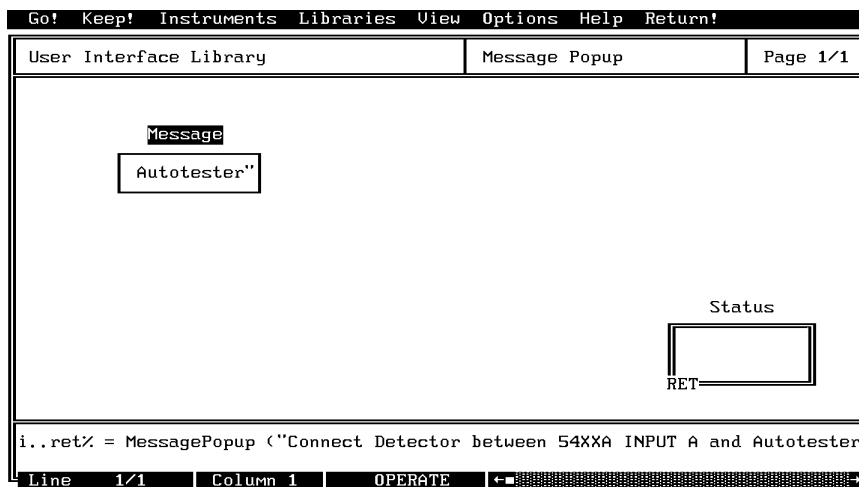 Go! Keep! Instruments Libraries View Options Help Return!
User Interface Library Message Popup Page 1/1
Message
Autotester"
Status
RET
i..ret% = MessagePopup ("Connect Detector between 54XXA INPUT A and Autotester
Line 1/1 Column 1 OPERATE